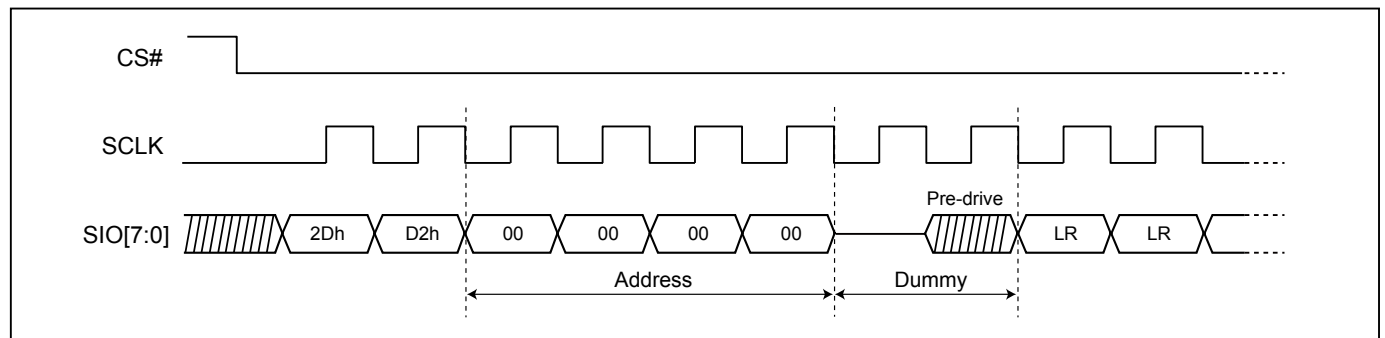 CS#
SCLK
Pre-drive
SIO[7:0] 2Dh D2h 00 00 00 00 LR LR
Address Dummy